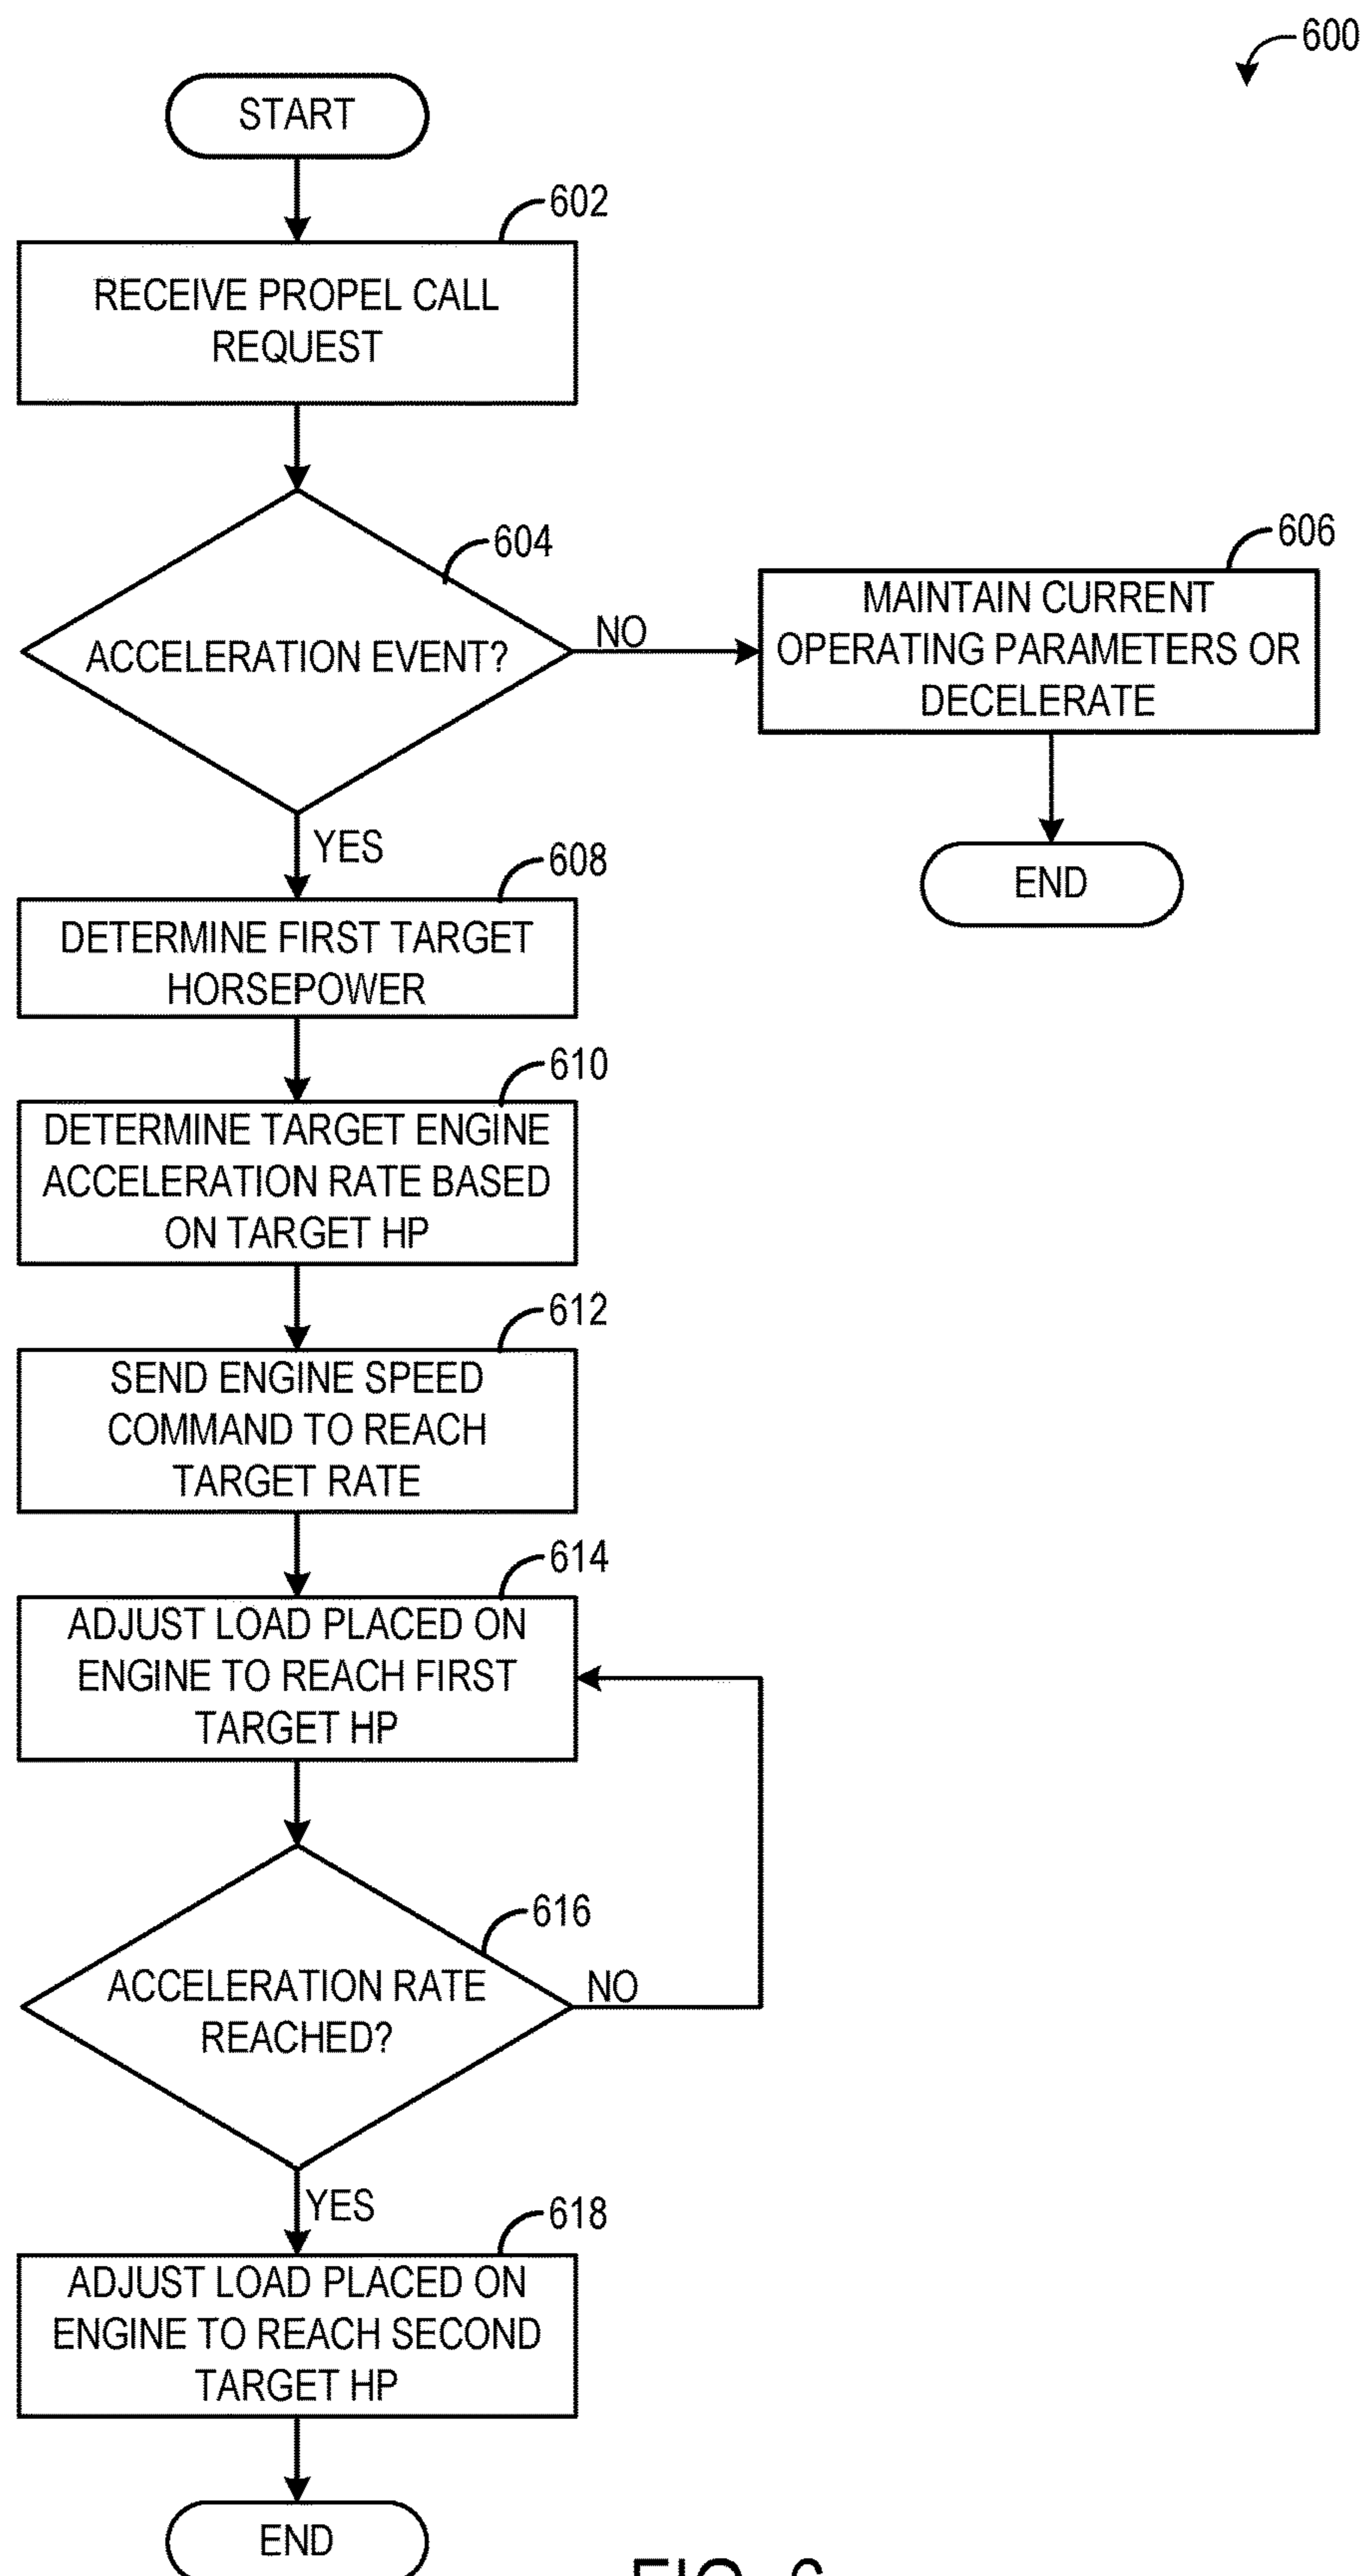 600
START
602
RECEIVE PROPEL CALL
REQUEST
604
ACCELERATION EVENT?
NO
606
MAINTAIN CURRENT
OPERATING PARAMETERS OR
DECELERATE
END
YES
608
DETERMINE FIRST TARGET
HORSEPOWER
610
DETERMINE TARGET ENGINE
ACCELERATION RATE BASED
ON TARGET HP
612
SEND ENGINE SPEED
COMMAND TO REACH
TARGET RATE
614
ADJUST LOAD PLACED ON
ENGINE TO REACH FIRST
TARGET HP
616
ACCELERATION RATE
REACHED?
NO
YES
618
ADJUST LOAD PLACED ON
ENGINE TO REACH SECOND
TARGET HP
END